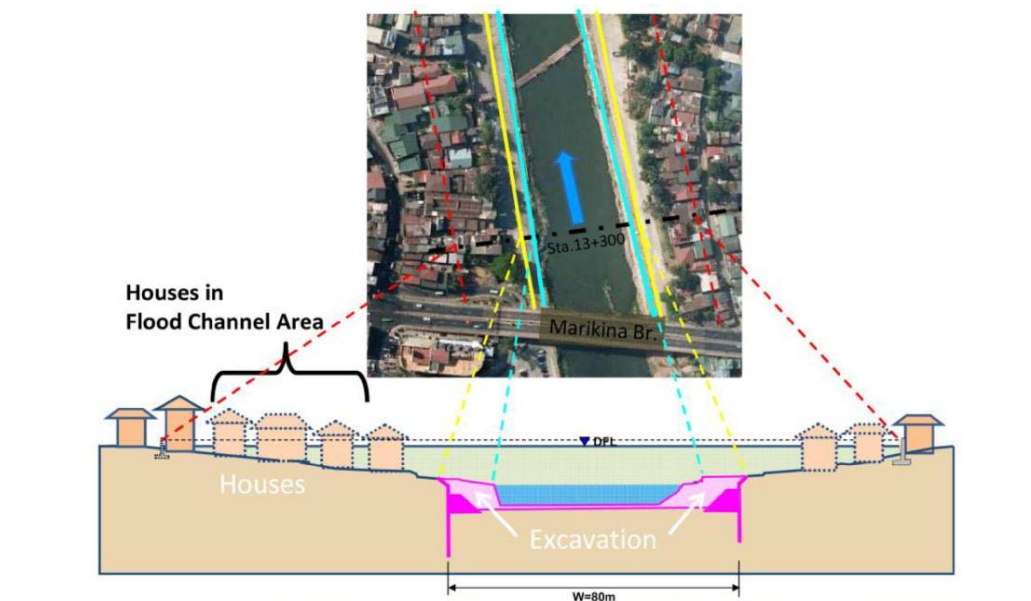 Sta.13+300
Marikina Br.
Houses in
Flood Channel Area
DFL
Houses
Excavation
W=80m